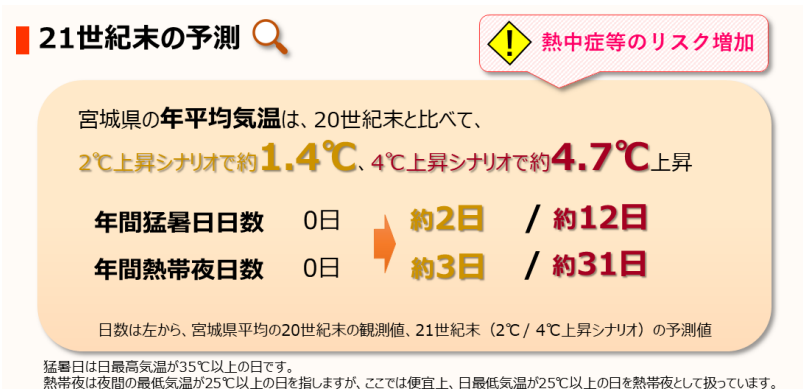 21世紀末の予測
熱中症等のリスク増加
宮城県の年平均気温は、20世紀末と比べて、
2℃上昇シナリオで約1.4℃、4℃上昇シナリオで約4.7℃上昇
年間猛暑日日数 0日 約2日 / 約12日
年間熱帯夜日数 0日 約3日 / 約31日
日数は左から、宮城県平均の20世紀末の観測値、21世紀末（2℃ / 4℃上昇シナリオ）の予測値
猛暑日は日最高気温が35℃以上の日です。
熱帯夜は夜間の最低気温が25℃以上の日を指しますが、ここでは便宜上、日最低気温が25℃以上の日を熱帯夜として扱っています。